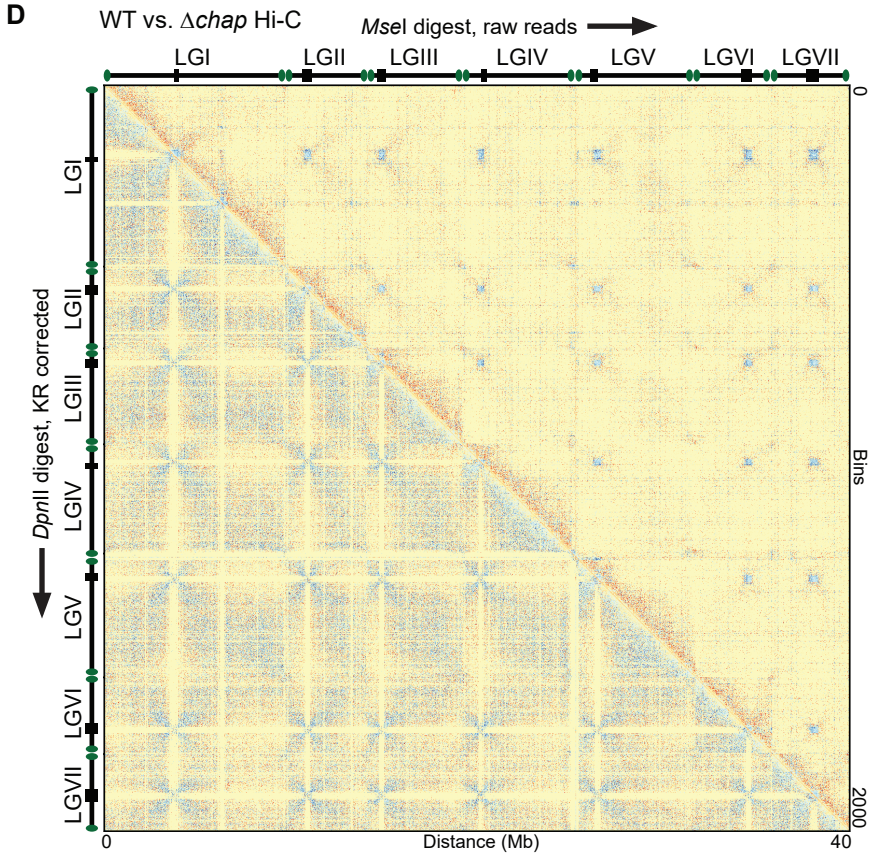 D
WT vs. Δchap Hi-C
MseI digest, raw reads
LGI LGII LGIII LGIV LGV LGVI LGVII
0
Bins
2000
DpnII digest, KR corrected
LGI
LGII
LGIII
LGIV
LGV
LGVI
LGVII
0 Distance (Mb) 40